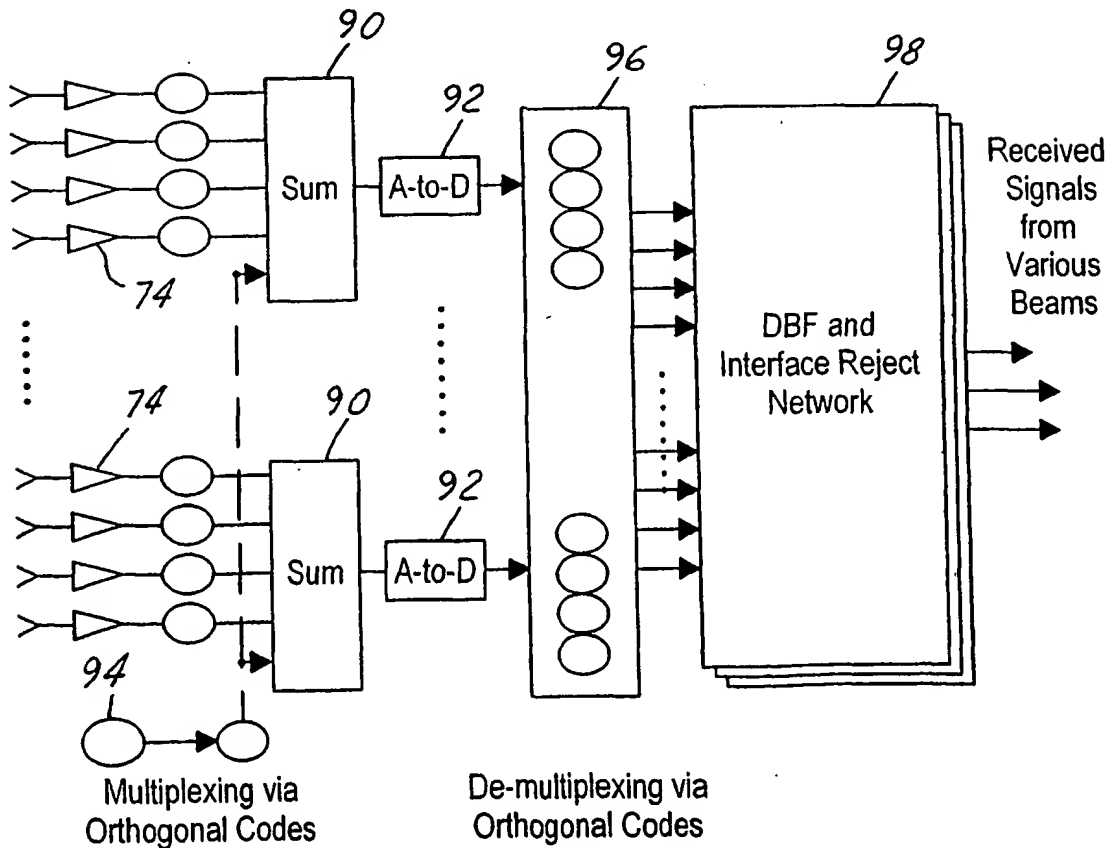 90
96
98
92
Sum
A-to-D
74
Received
Signals
from
Various
Beams
DBF and
Interface Reject
Network
74
90
92
Sum
A-to-D
94
Multiplexing via
Orthogonal Codes
De-multiplexing via
Orthogonal Codes